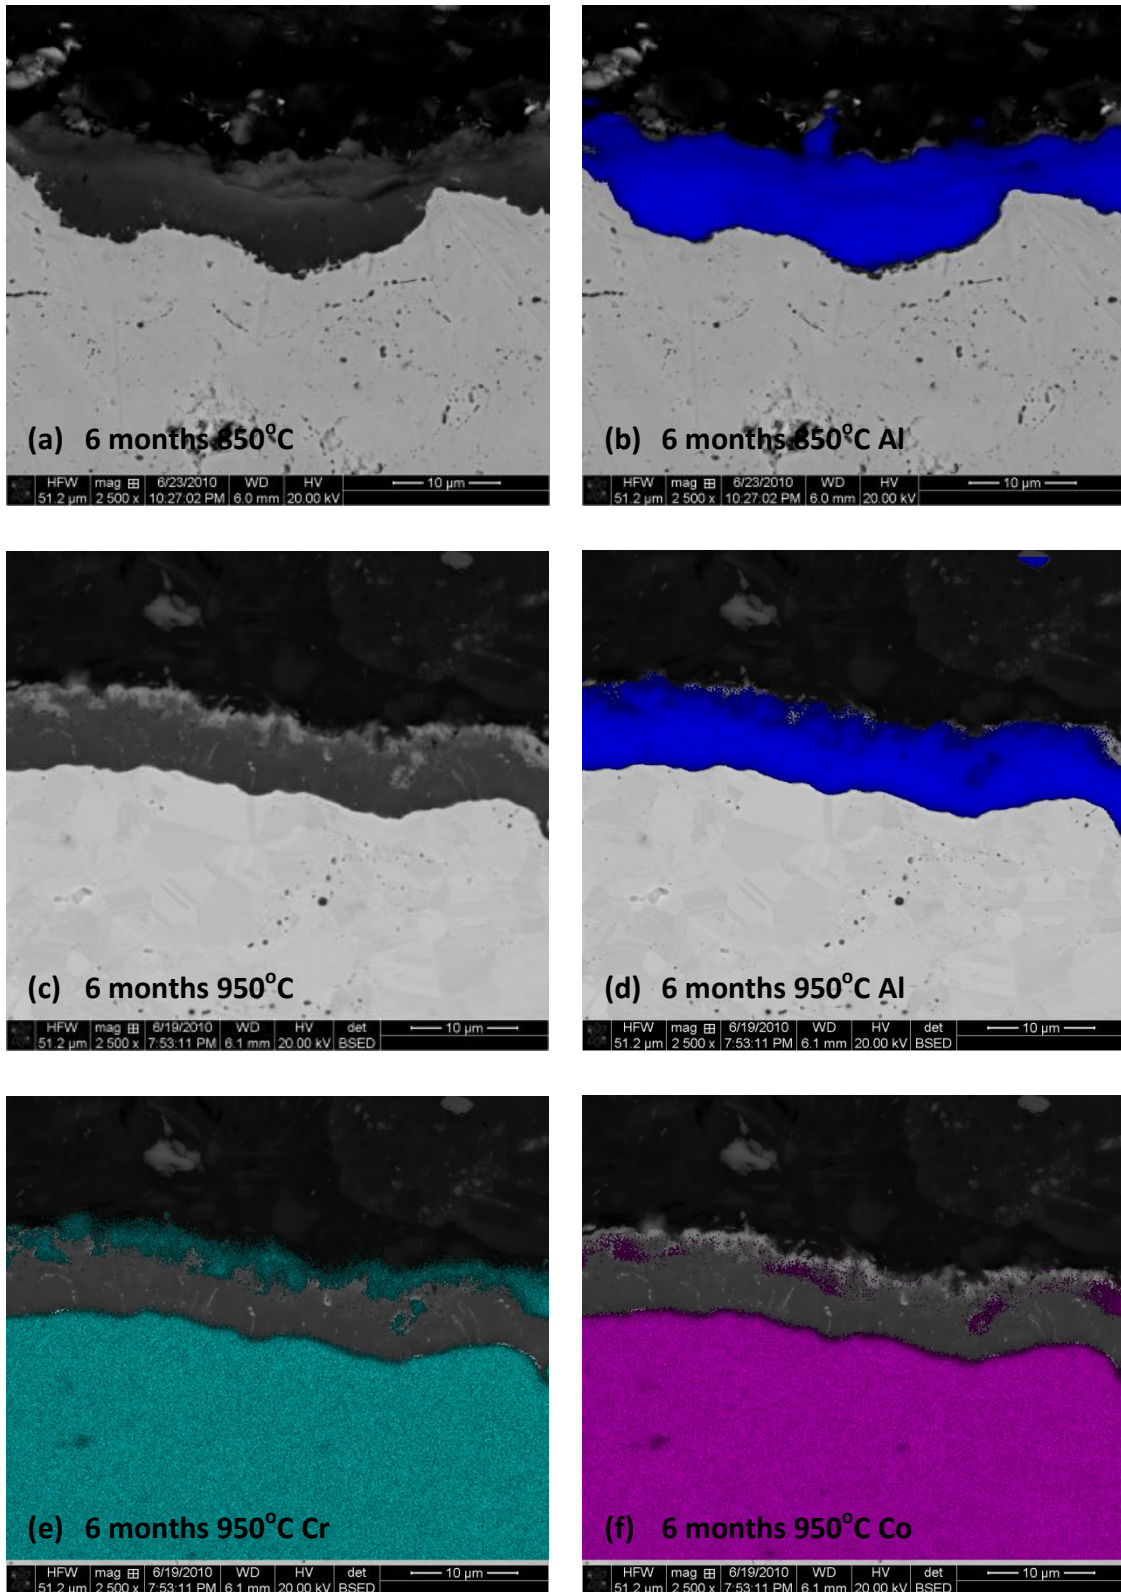 (a) 6 months 850°C
HFW mag ⊞ 6/23/2010 WD HV
51.2 µm 2 500 x 10:27:02 PM 6.0 mm 20.00 kV
10 µm
(b) 6 months 850°C Al
HFW mag ⊞ 6/23/2010 WD HV
51.2 µm 2 500 x 10:27:02 PM 6.0 mm 20.00 kV
10 µm
(c) 6 months 950°C
HFW mag ⊞ 6/19/2010 WD HV det
51.2 µm 2 500 x 7:53:11 PM 6.1 mm 20.00 kV BSED
10 µm
(d) 6 months 950°C Al
HFW mag ⊞ 6/19/2010 WD HV det
51.2 µm 2 500 x 7:53:11 PM 6.1 mm 20.00 kV BSED
10 µm
(e) 6 months 950°C Cr
HFW mag ⊞ 6/19/2010 WD HV det
51.2 µm 2 500 x 7:53:11 PM 6.1 mm 20.00 kV BSED
10 µm
(f) 6 months 950°C Co
HFW mag ⊞ 6/19/2010 WD HV det
51.2 µm 2 500 x 7:53:11 PM 6.1 mm 20.00 kV BSED
10 µm